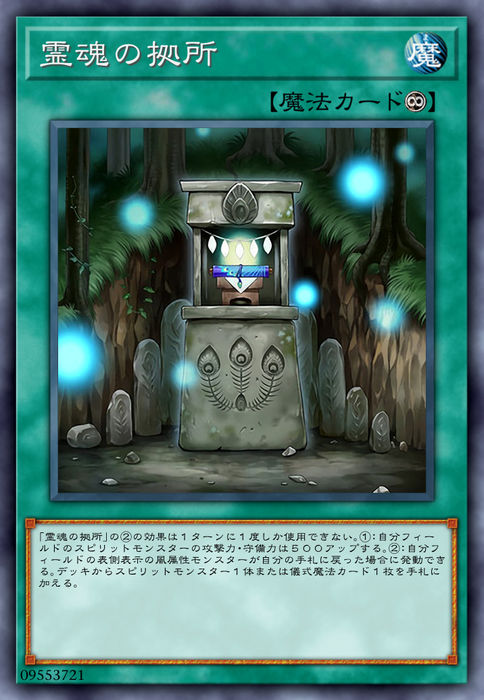 霊魂の拠所
魔
【魔法カード】
「霊魂の拠所」の②の効果は１ターンに１度しか使用できない。①：自分フィー
ルドのスピリットモンスターの攻撃力・守備力は５００アップする。②：自分フ
ィールドの表側表示の風属性モンスターが自分の手札に戻った場合に発動でき
る。デッキからスピリットモンスター１体または儀式魔法カード１枚を手札に
加える。
09553721